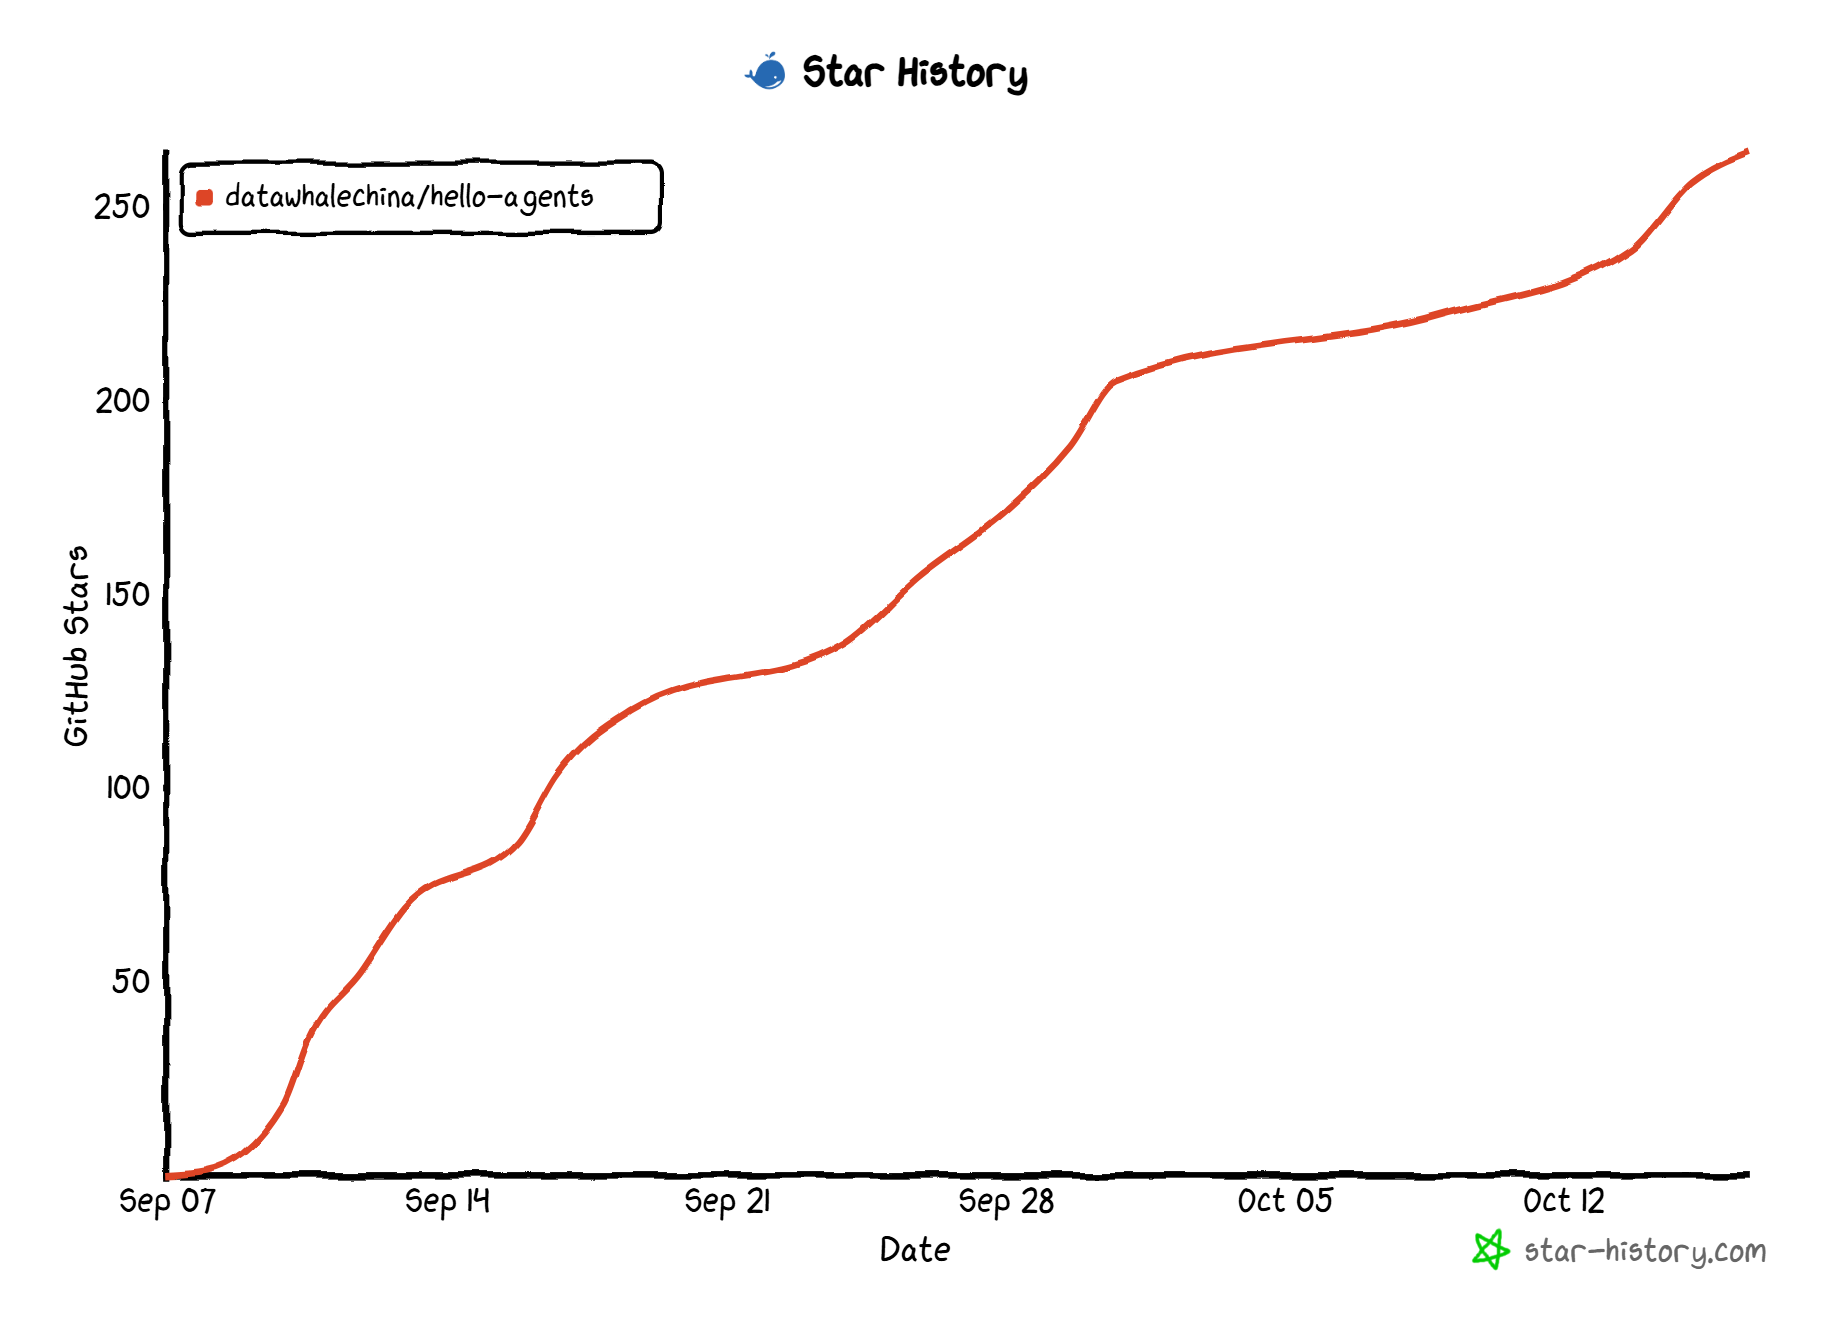 Star History
datawhalechina/hello-agents
250
200
150
100
50
GitHub Stars
Sep 07 Sep 14 Sep 21 Sep 28 Oct 05 Oct 12
Date
star-history.com